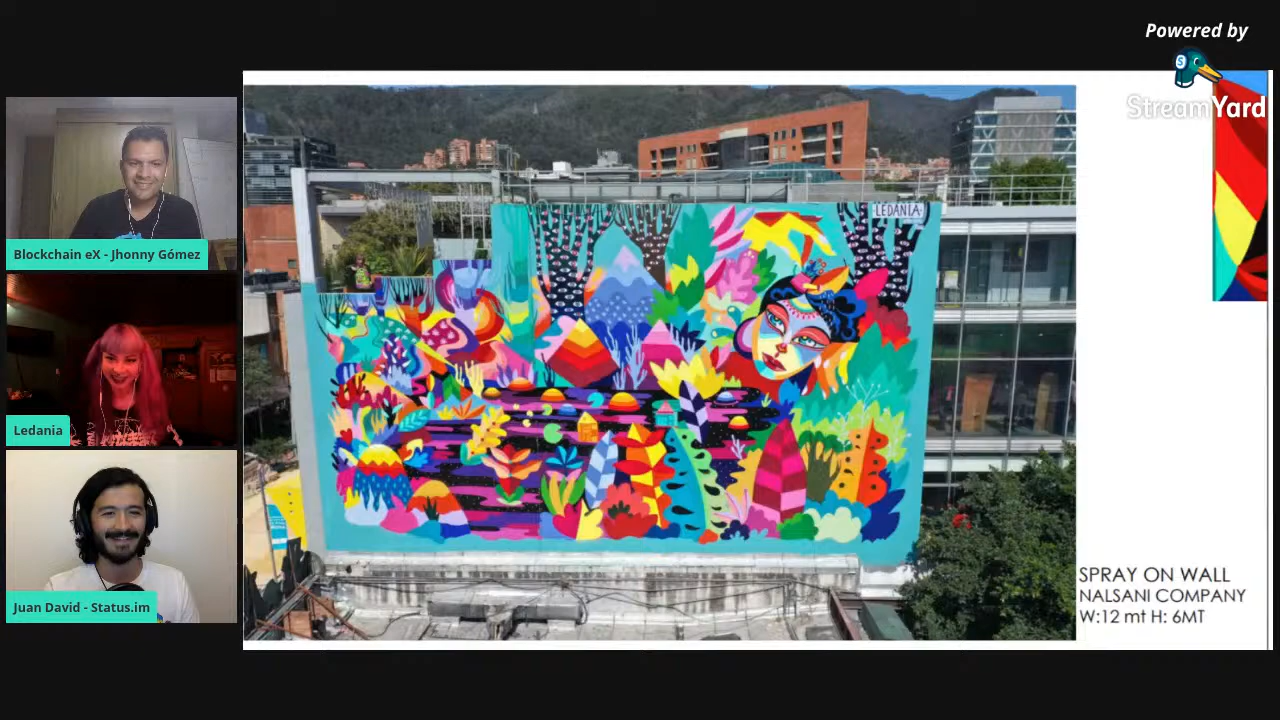 Powered by
StreamYard
Blockchain eX - Jhonny Gómez
Ledania
Juan David - Status.im
LEDANIA
SPRAY ON WALL
NALSANI COMPANY
W:12 mt H: 6MT